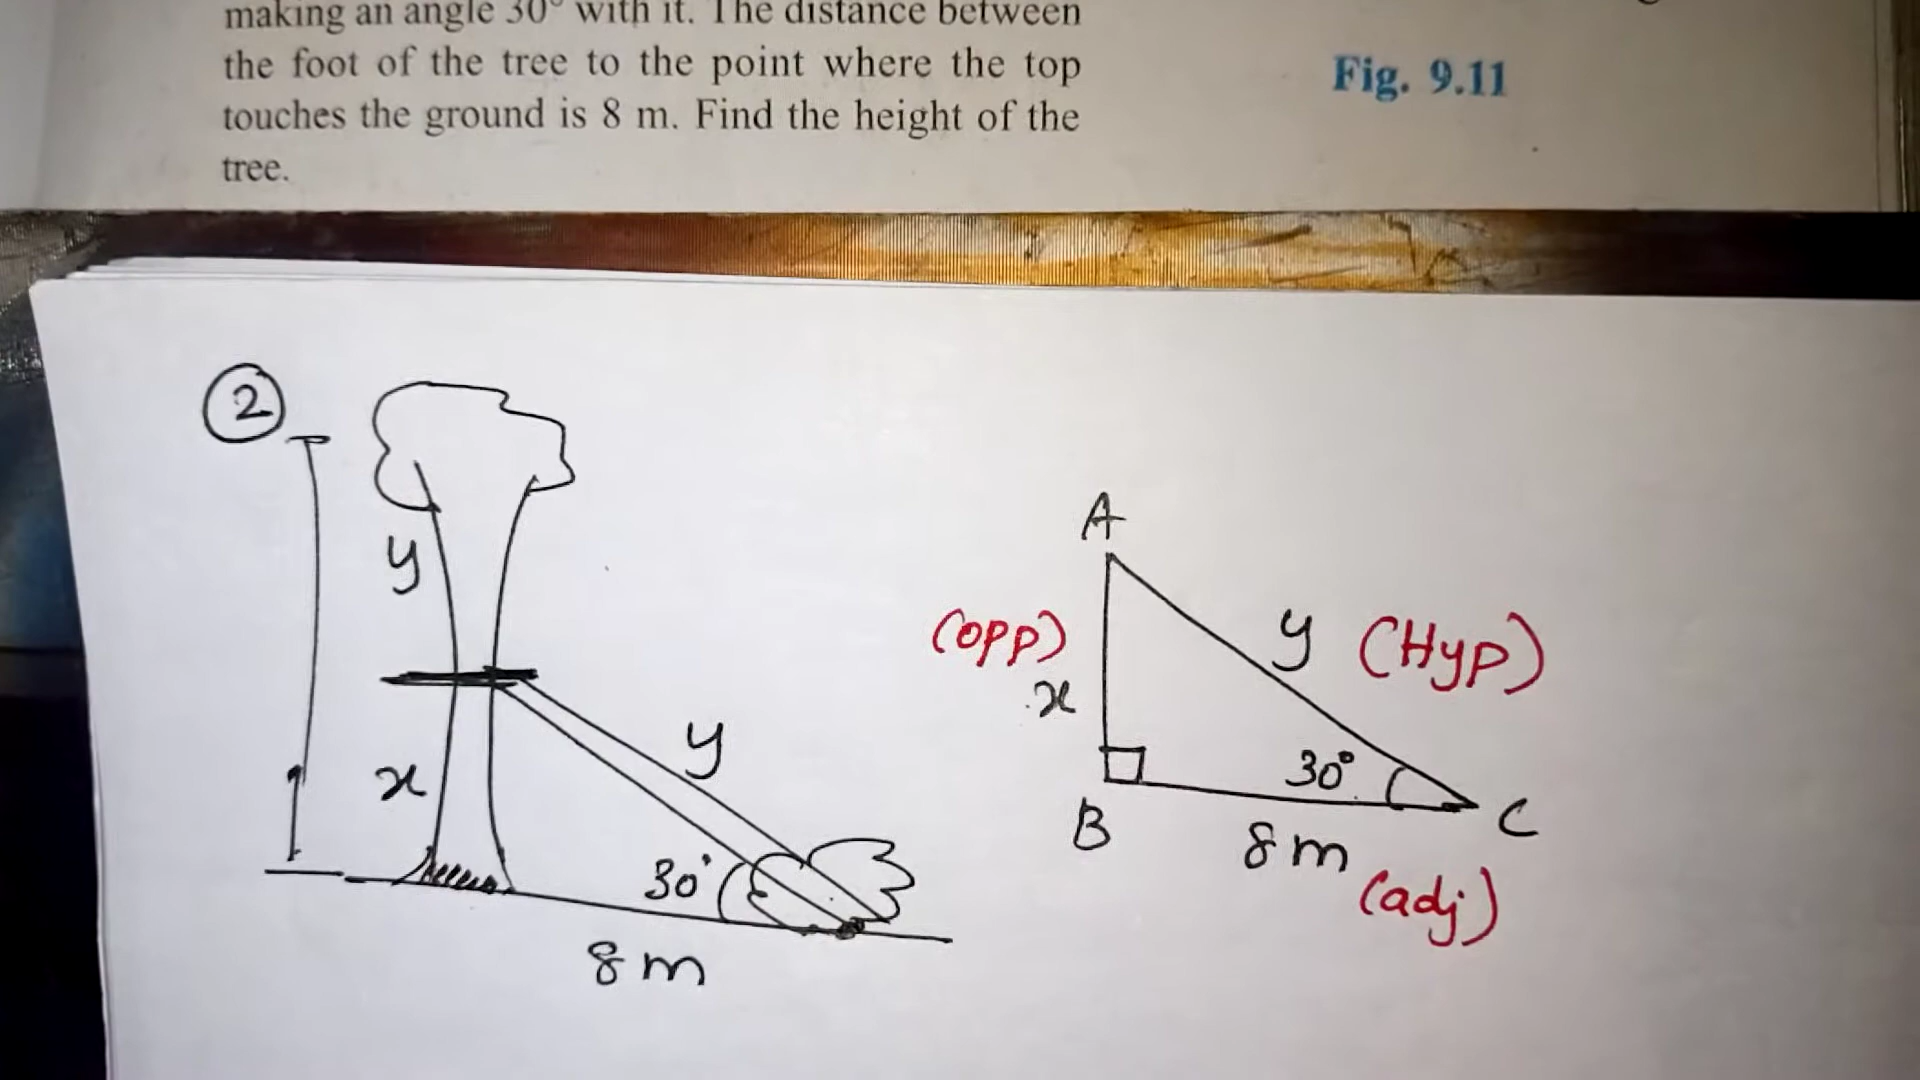 making an angle 30° with it. The distance between
the foot of the tree to the point where the top
touches the ground is 8 m. Find the height of the
tree.
Fig. 9.11
2
y
x
y
30°
8 m
A
(opp)
x
y (Hyp)
30°
B
C
8 m
(adj)